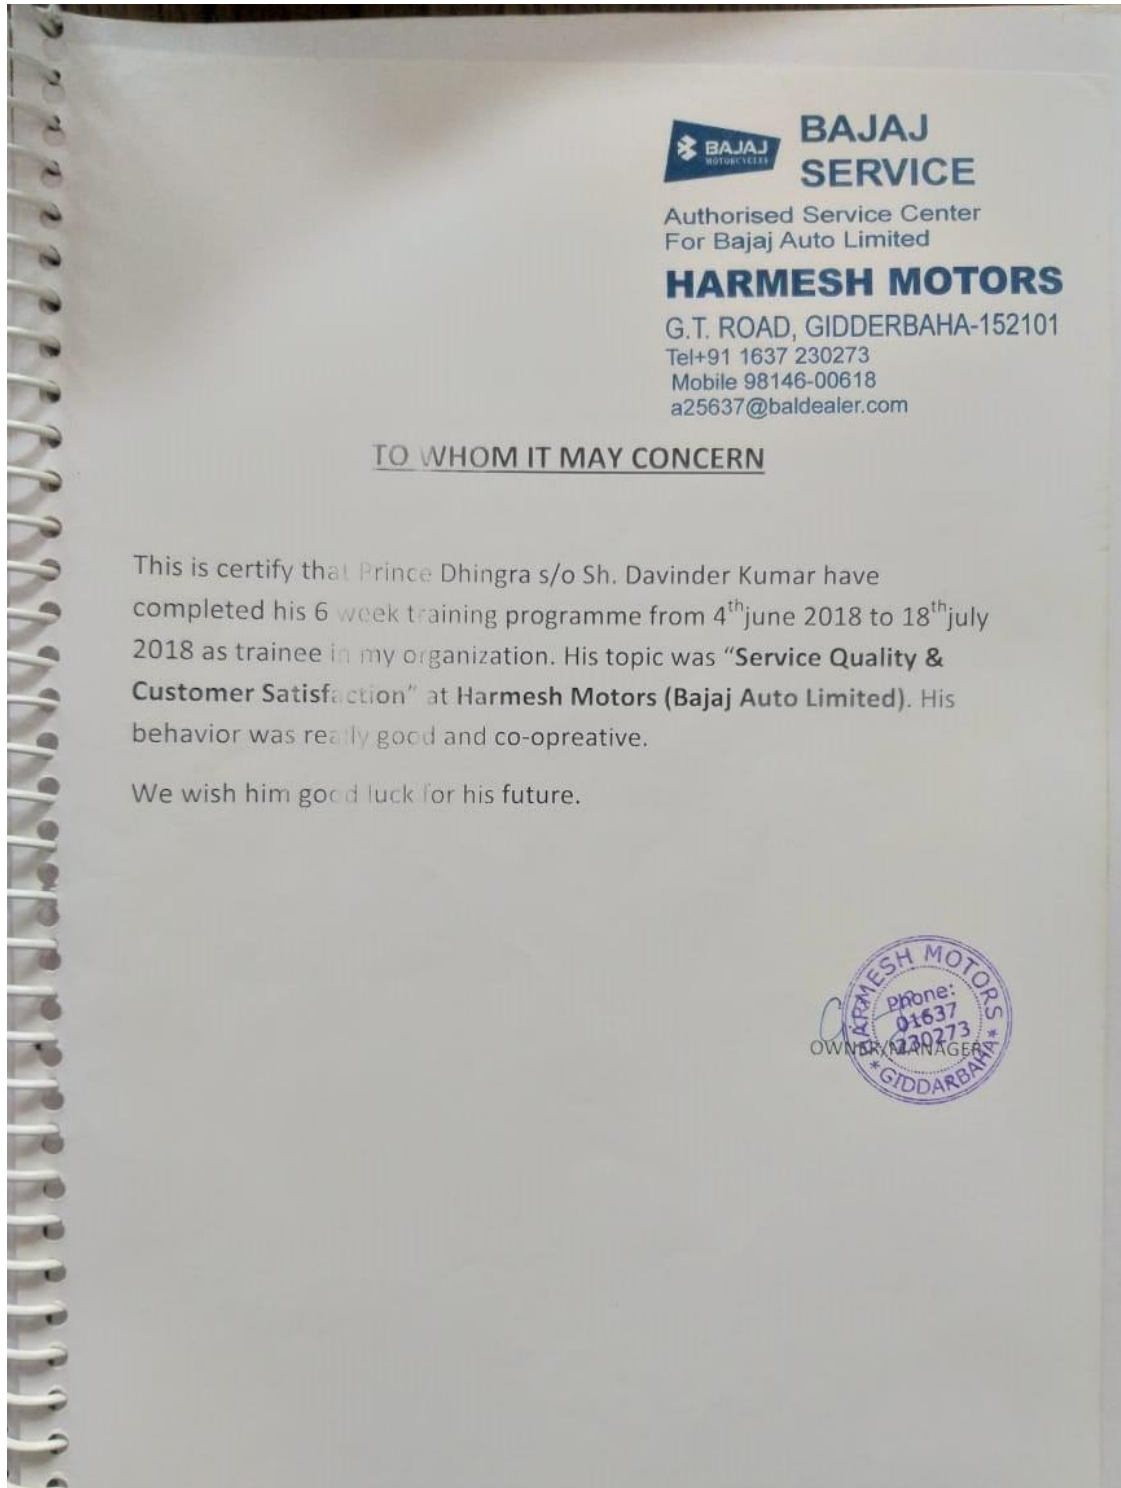 BAJAJ
MOTORCYCLES
BAJAJ
SERVICE
Authorised Service Center
For Bajaj Auto Limited
HARMESH MOTORS
G.T. ROAD, GIDDERBAHA-152101
Tel+91 1637 230273
Mobile 98146-00618
a25637@baldealer.com
TO WHOM IT MAY CONCERN
This is certify that Prince Dhingra s/o Sh. Davinder Kumar have
completed his 6 week training programme from 4th june 2018 to 18th july
2018 as trainee in my organization. His topic was “Service Quality &
Customer Satisfaction” at Harmesh Motors (Bajaj Auto Limited). His
behavior was really good and co-opreative.
We wish him good luck for his future.
OWNER/MANAGER
HARMESH MOTORS
Phone:
01637
230273
*GIDDARBAHA*